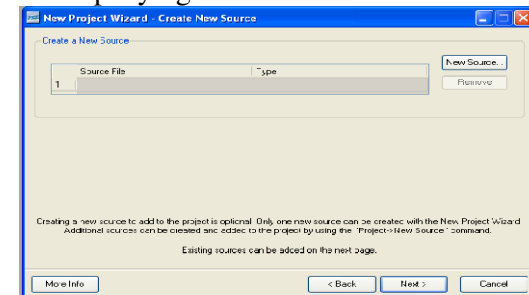 New Project Wizard - Create New Source
Create a New Source
Source File Type
New Source...
1
Remove
Creating a new source to add to the project is optional. Only one new source can be created with the New Project Wizard.
Additional sources can be created and added to the project by using the "Project->New Source" command.
Existing sources can be added on the next page.
More Info < Back Next > Cancel